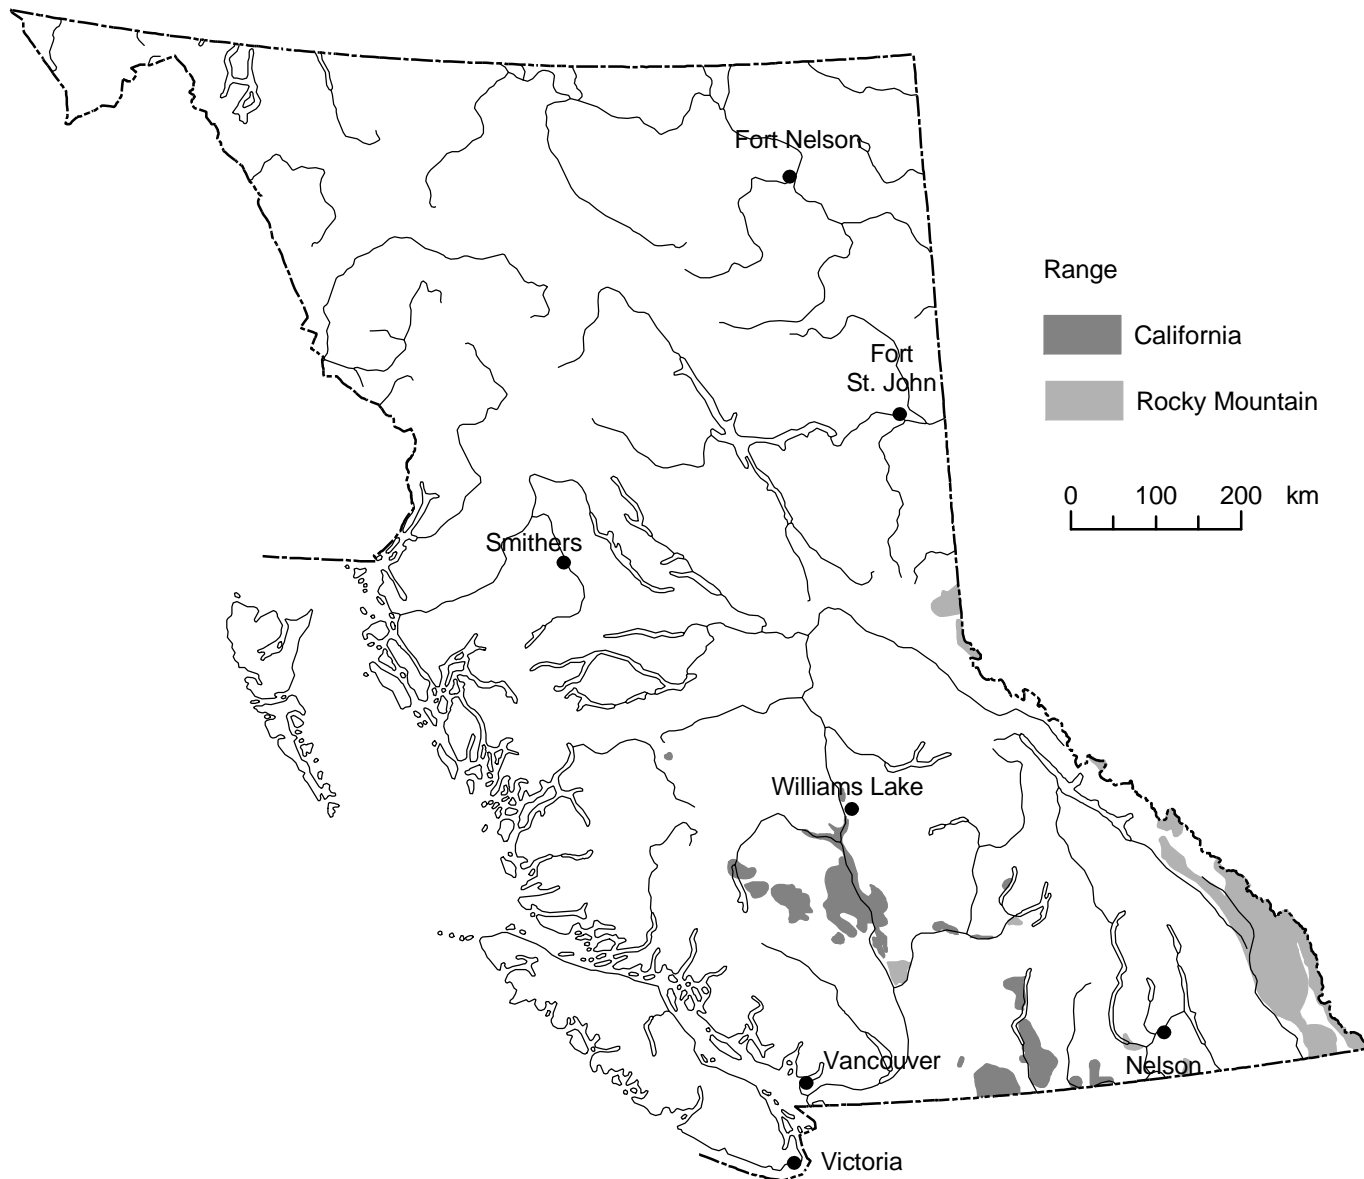 Fort Nelson
Range
California
Fort
St. John
Rocky Mountain
0 100 200 km
Smithers
Williams Lake
Vancouver
Nelson
Victoria